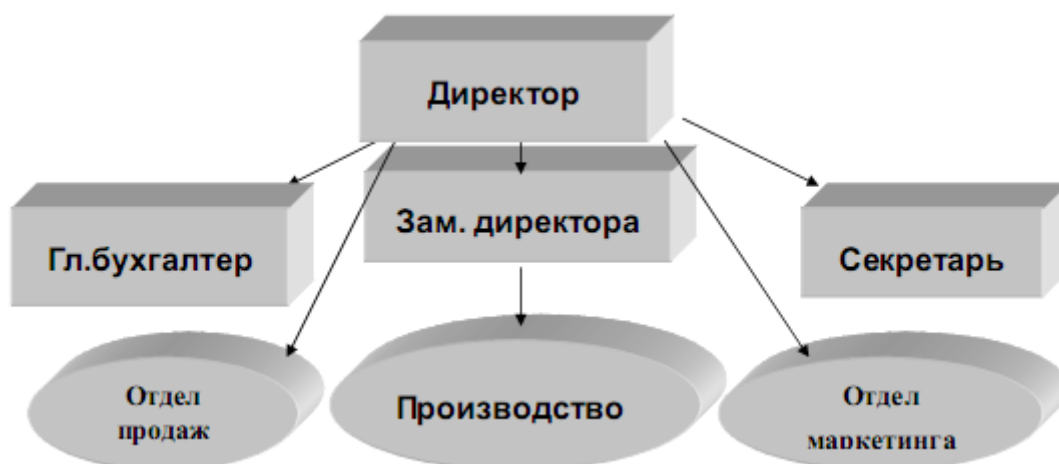 Директор
Зам. директора
Гл.бухгалтер
Секретарь
Отдел
продаж
Производство
Отдел
маркетинга